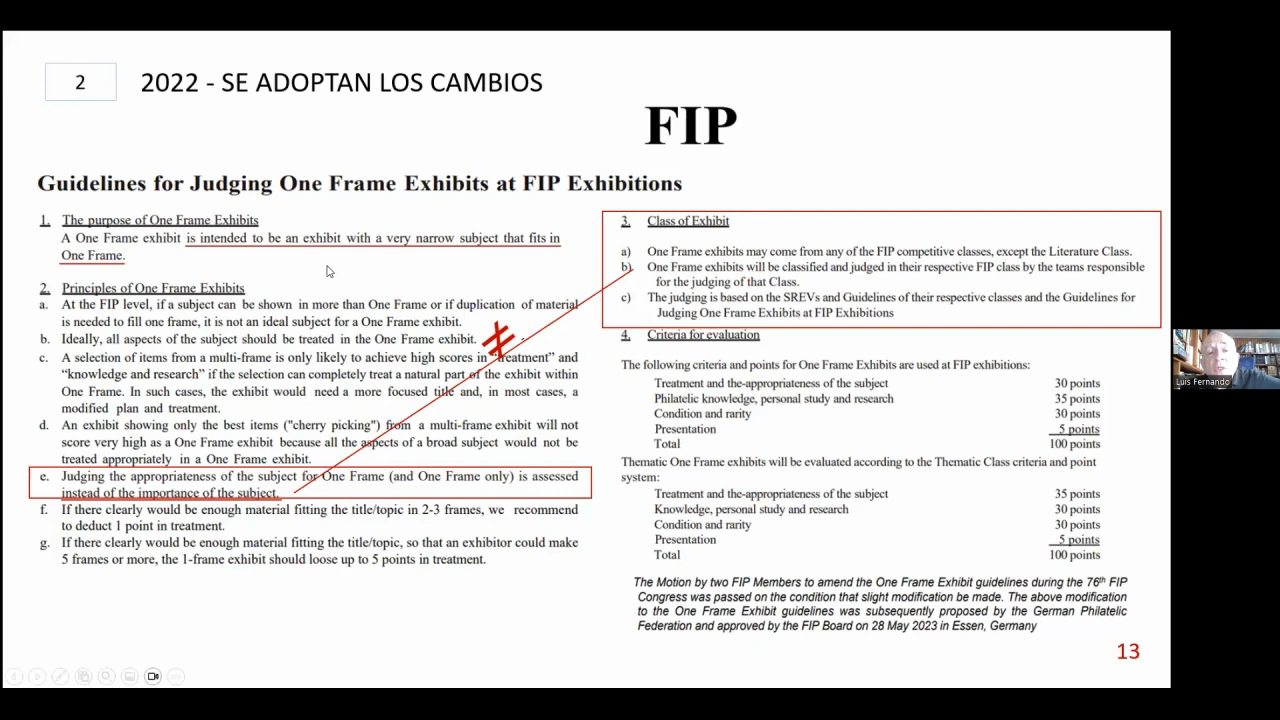 2
2022 - SE ADOPTAN LOS CAMBIOS
FIP
Guidelines for Judging One Frame Exhibits at FIP Exhibitions
1. The purpose of One Frame Exhibits
A One Frame exhibit is intended to be an exhibit with a very narrow subject that fits in
One Frame.
2. Principles of One Frame Exhibits
a. At the FIP level, if a subject can be shown in more than One Frame or if duplication of material
is needed to fill one frame, it is not an ideal subject for a One Frame exhibit.
b. Ideally, all aspects of the subject should be treated in the One Frame exhibit.
≠
c. A selection of items from a multi-frame is only likely to achieve high scores in "treatment" and
"knowledge and research" if the selection can completely treat a natural part of the exhibit within
One Frame. In such cases, the exhibit would need a more focused title and, in most cases, a
modified plan and treatment.
d. An exhibit showing only the best items ("cherry picking") from a multi-frame exhibit will not
score very high as a One Frame exhibit because all the aspects of a broad subject would not be
treated appropriately in a One Frame exhibit.
e. Judging the appropriateness of the subject for One Frame (and One Frame only) is assessed
instead of the importance of the subject.
f. If there clearly would be enough material fitting the title/topic in 2-3 frames, we recommend
to deduct 1 point in treatment.
g. If there clearly would be enough material fitting the title/topic, so that an exhibitor could make
5 frames or more, the 1-frame exhibit should loose up to 5 points in treatment.
3. Class of Exhibit
a) One Frame exhibits may come from any of the FIP competitive classes, except the Literature Class.
b) One Frame exhibits will be classified and judged in their respective FIP class by the teams responsible
for the judging of that Class.
c) The judging is based on the SREVs and Guidelines of their respective classes and the Guidelines for
Judging One Frame Exhibits at FIP Exhibitions
4. Criteria for evaluation
The following criteria and points for One Frame Exhibits are used at FIP exhibitions:
Treatment and the-appropriateness of the subject 30 points
Philatelic knowledge, personal study and research 35 points
Condition and rarity 30 points
Presentation 5 points
Total 100 points
Thematic One Frame exhibits will be evaluated according to the Thematic Class criteria and point
system:
Treatment and the-appropriateness of the subject 35 points
Knowledge, personal study and research 30 points
Condition and rarity 30 points
Presentation 5 points
Total 100 points
The Motion by two FIP Members to amend the One Frame Exhibit guidelines during the 76th FIP
Congress was passed on the condition that slight modification be made. The above modification
to the One Frame Exhibit guidelines was subsequently proposed by the German Philatelic
Federation and approved by the FIP Board on 28 May 2023 in Essen, Germany
13
Luis Fernando